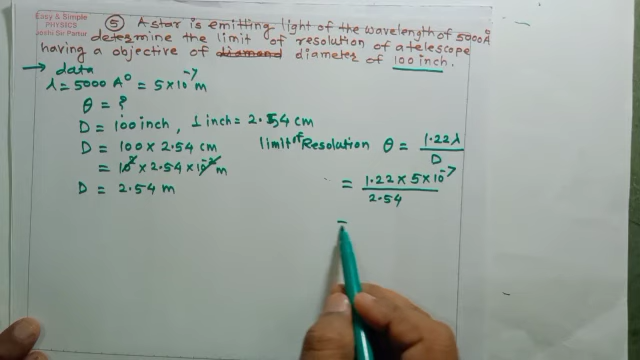 Easy & Simple
PHYSICS
Joshi Sir Partur
⑤ A star is emitting light of the wavelength of 5000 A°
determine the limit of resolution of a telescope
having a objective of diamond diameter of 100 inch.
→ data
λ = 5000 A° = 5×10⁻⁷ m
θ = ?
D = 100 inch, 1 inch = 2.54 cm
D = 100 × 2.54 cm
= 10² × 2.54 × 10⁻² m
D = 2.54 m
limit of Resolution θ = 1.22λ / D
= 1.22 × 5 × 10⁻⁷ / 2.54
=